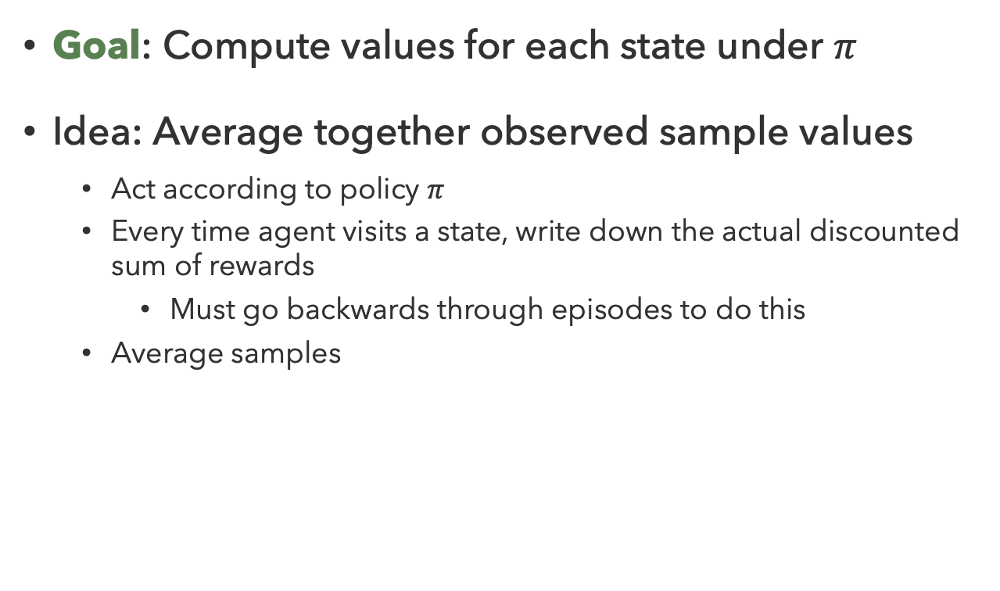 • Goal: Compute values for each state under π
• Idea: Average together observed sample values
• Act according to policy π
• Every time agent visits a state, write down the actual discounted
sum of rewards
• Must go backwards through episodes to do this
• Average samples